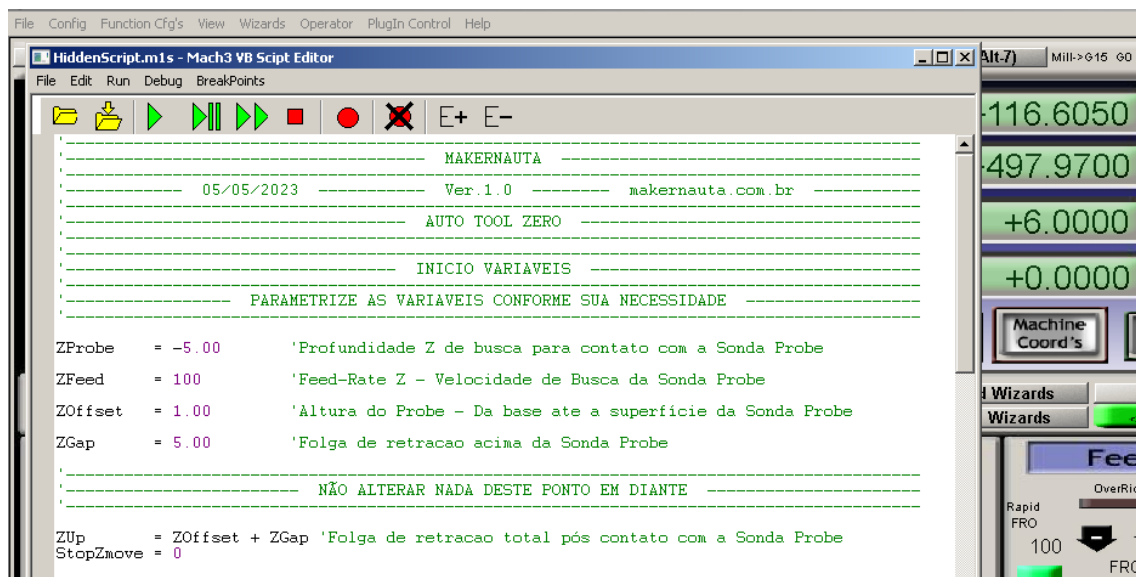 File Config Function Cfg's View Wizards Operator PlugIn Control Help
HiddenScript.m1s - Mach3 VB Scipt Editor
Alt-7) Mill->G15 G0
File Edit Run Debug BreakPoints
E+ E-
-116.6050
'--- MAKERNAUTA ---
-497.9700
'--- 05/05/2023 --- Ver.1.0 --- makernauta.com.br ---
'--- AUTO TOOL ZERO ---
+6.0000
'--- INICIO VARIAVEIS ---
+0.0000
'--- PARAMETRIZE AS VARIAVEIS CONFORME SUA NECESSIDADE ---
Machine
Coord's
ZProbe = -5.00 'Profundidade Z de busca para contato com a Sonda Probe
ZFeed = 100 'Feed-Rate Z - Velocidade de Busca da Sonda Probe
Wizards
ZOffset = 1.00 'Altura do Probe - Da base ate a superfície da Sonda Probe
Wizards
ZGap = 5.00 'Folga de retracao acima da Sonda Probe
Fee
'--- NÃO ALTERAR NADA DESTE PONTO EM DIANTE ---
OverRi
Rapid
FRO
ZUp = ZOffset + ZGap 'Folga de retracao total pós contato com a Sonda Probe
100
StopZmove = 0
FRO